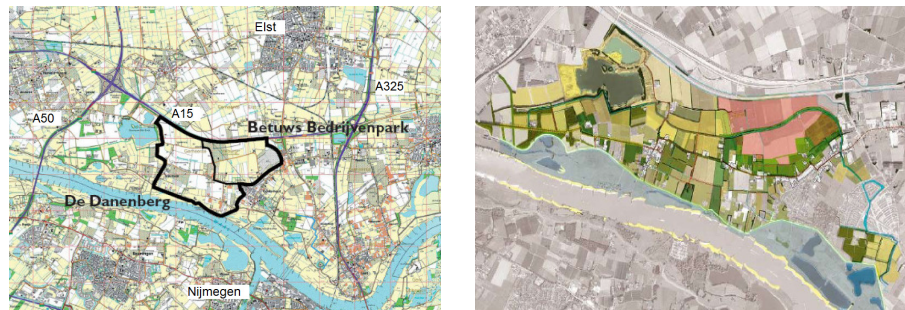 Elst
A325
A15
A50
Betuws Bedrijvenpark
De Danenberg
Nijmegen